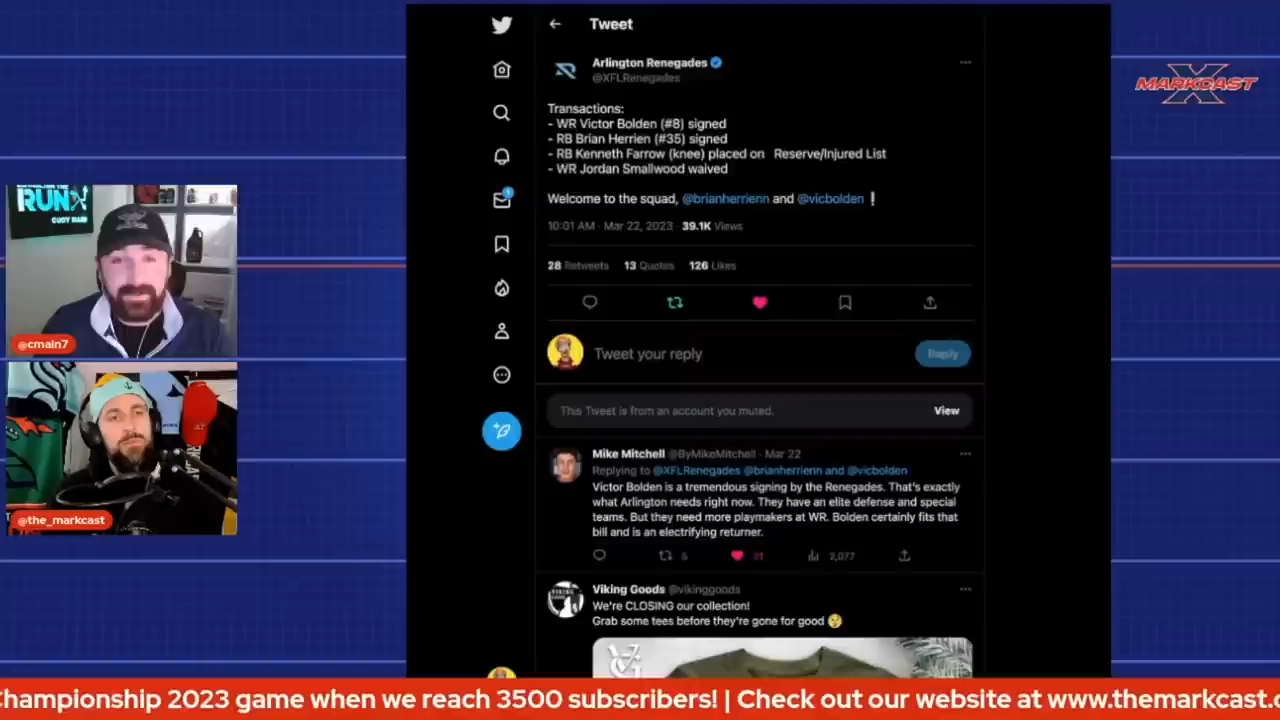 Tweet
Arlington Renegades
@XFLRenegades
Transactions:
- WR Victor Bolden (#8) signed
- RB Brian Herrien (#35) signed
- RB Kenneth Farrow (knee) placed on Reserve/Injured List
- WR Jordan Smallwood waived
Welcome to the squad, @brianherrienn and @vicbolden❕
10:01 AM · Mar 22, 2023 · 39.1K Views
28 Retweets 13 Quotes 126 Likes
Tweet your reply
Reply
This Tweet is from an account you muted.
View
Mike Mitchell @ByMikeMitchell · Mar 22
Replying to @XFLRenegades @brianherrienn and @vicbolden
Victor Bolden is a tremendous signing by the Renegades. That's exactly
what Arlington needs right now. They have an elite defense and special
teams. But they need more playmakers at WR. Bolden certainly fits that
bill and is an electrifying returner.
6 21 2,077
Viking Goods @vikinggoods
We're CLOSING our collection!
Grab some tees before they're gone for good 😢
1
MARKCAST
RUN
@cmain7
@the_markcast
Championship 2023 game when we reach 3500 subscribers! | Check out our website at www.themarkcast.